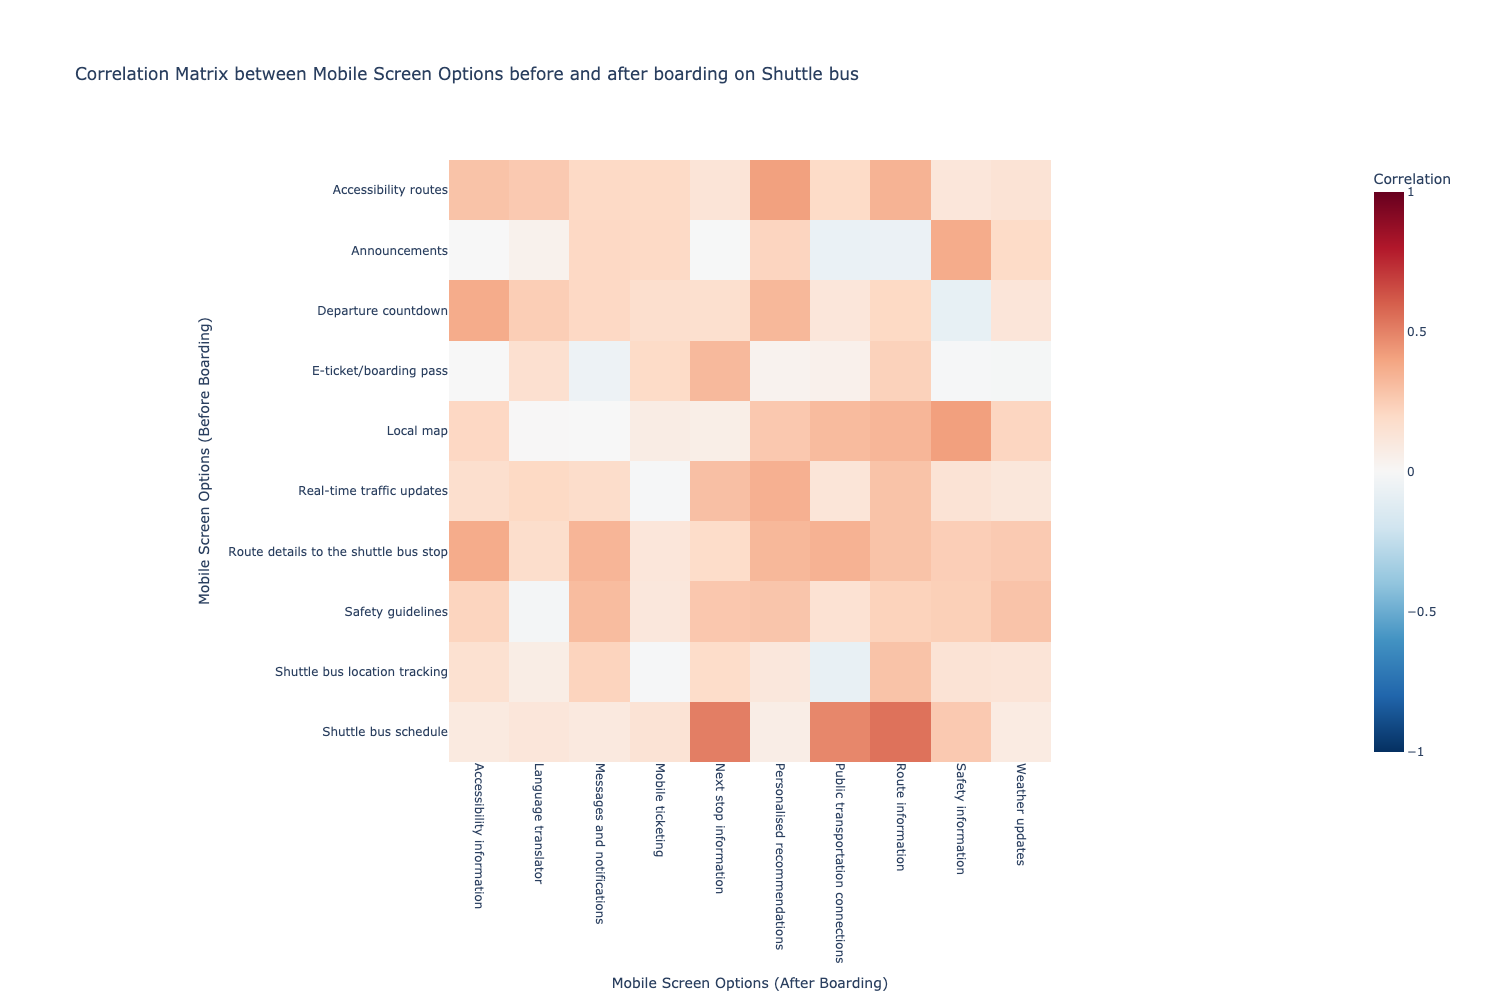 Correlation Matrix between Mobile Screen Options before and after boarding on Shuttle bus
Mobile Screen Options (Before Boarding)
Accessibility routes
Announcements
Departure countdown
E-ticket/boarding pass
Local map
Real-time traffic updates
Route details to the shuttle bus stop
Safety guidelines
Shuttle bus location tracking
Shuttle bus schedule
Accessibility information
Language translator
Messages and notifications
Mobile ticketing
Next stop information
Personalised recommendations
Public transportation connections
Route information
Safety information
Weather updates
Mobile Screen Options (After Boarding)
Correlation
1
0.5
0
−0.5
−1